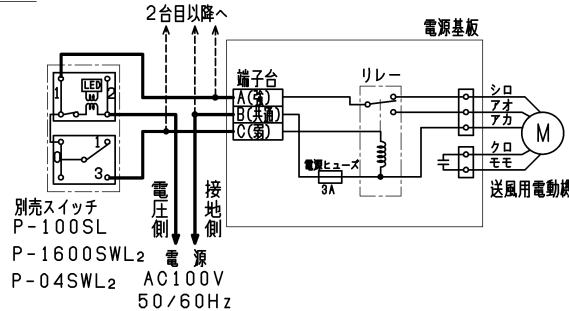 2台目以降へ
電源基板
端子台
リレー
LED
1
2
A(強)
B(共通)
C(弱)
シロ
アオ
アカ
M
クロ
モモ
0
1
3
電源ヒューズ
3A
送風用電動機
別売スイッチ
P-100SL
P-1600SWL2
P-04SWL2
電圧側
接地側
電源
AC100V
50/60Hz